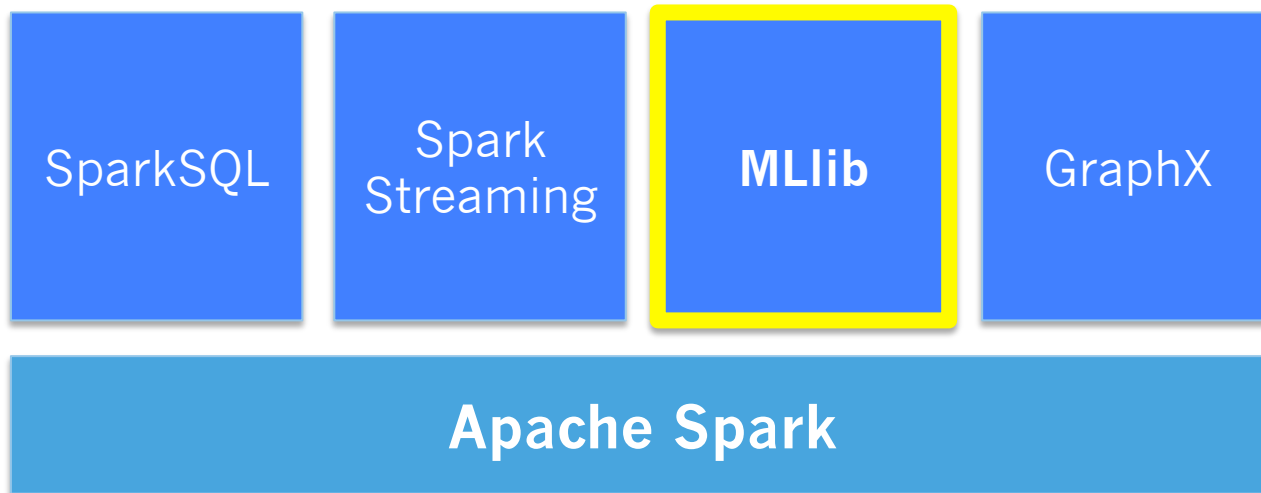 SparkSQL
Spark
Streaming
MLlib
GraphX
Apache Spark